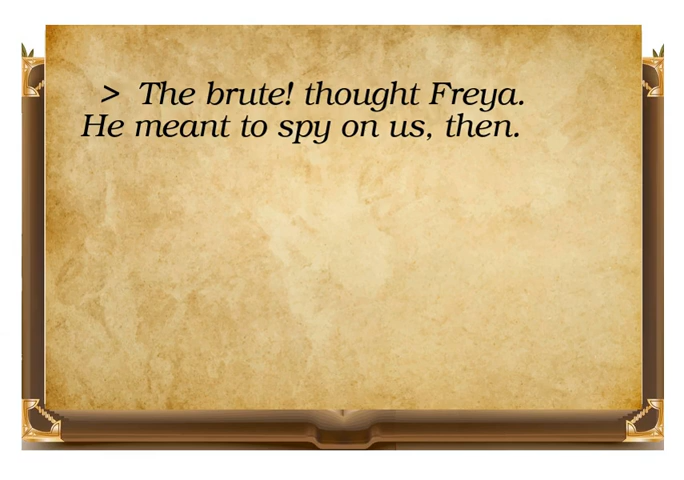 > The brute! thought Freya.
He meant to spy on us, then.